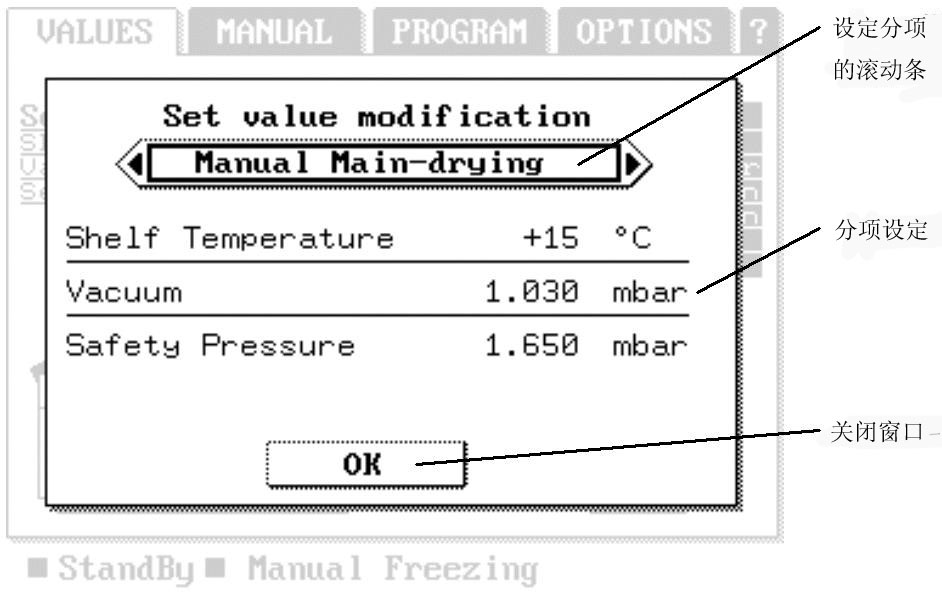 VALUES MANUAL PROGRAM OPTIONS ?
设定分项
的滚动条
Set value modification
Manual Main-drying
Shelf Temperature +15 °C
分项设定
Vacuum 1.030 mbar
Safety Pressure 1.650 mbar
关闭窗口
OK
StandBy Manual Freezing